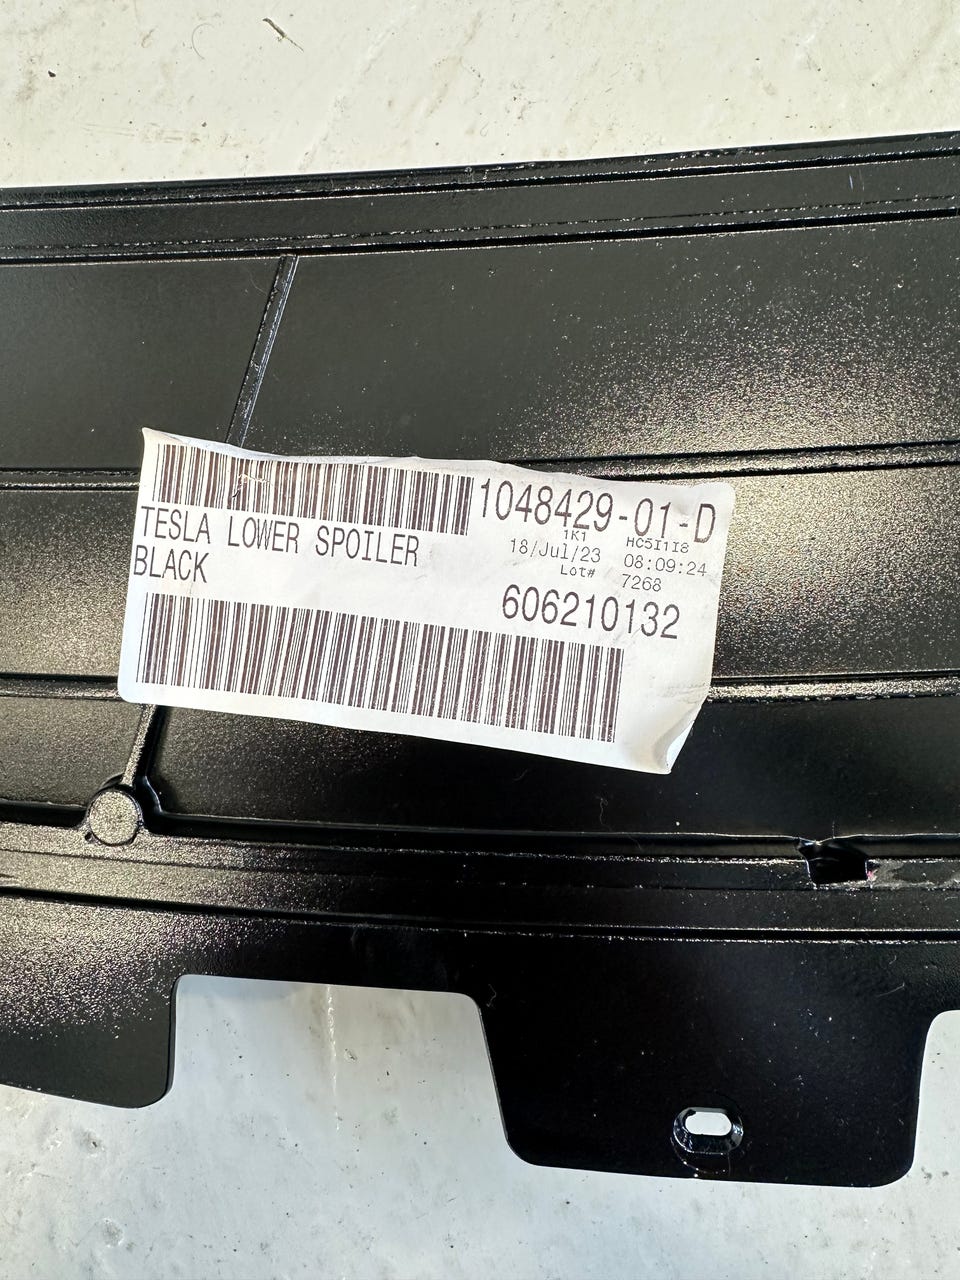 1048429-01-D
TESLA LOWER SPOILER
BLACK
1K1 HC5I1I8
18/Jul/23 08:09:24
Lot# 7268
606210132